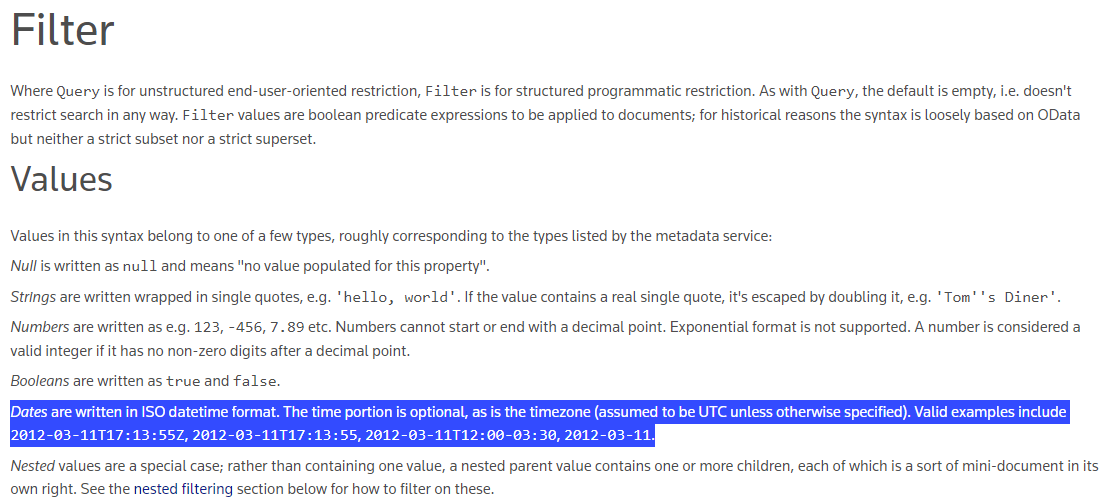 Filter
Where Query is for unstructured end-user-oriented restriction, Filter is for structured programmatic restriction. As with Query, the default is empty, i.e. doesn't
restrict search in any way. Filter values are boolean predicate expressions to be applied to documents; for historical reasons the syntax is loosely based on OData
but neither a strict subset nor a strict superset.
Values
Values in this syntax belong to one of a few types, roughly corresponding to the types listed by the metadata service:
Null is written as null and means "no value populated for this property".
Strings are written wrapped in single quotes, e.g. 'hello, world'. If the value contains a real single quote, it's escaped by doubling it, e.g. 'Tom''s Diner'.
Numbers are written as e.g. 123, -456, 7.89 etc. Numbers cannot start or end with a decimal point. Exponential format is not supported. A number is considered a
valid integer if it has no non-zero digits after a decimal point.
Booleans are written as true and false.
Dates are written in ISO datetime format. The time portion is optional, as is the timezone (assumed to be UTC unless otherwise specified). Valid examples include
2012-03-11T17:13:55Z, 2012-03-11T17:13:55, 2012-03-11T12:00-03:30, 2012-03-11.
Nested values are a special case; rather than containing one value, a nested parent value contains one or more children, each of which is a sort of mini-document in its
own right. See the nested filtering section below for how to filter on these.